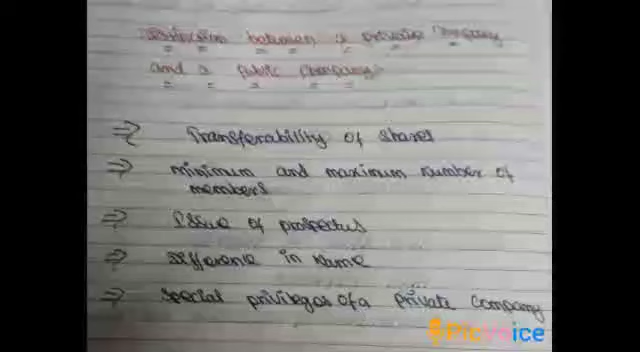 Distinction between a private Company
and a public Company
⇒ Transferability of shares
⇒ minimum and maximum number of
members
⇒ Issue of prospectus
⇒ Difference in Name
⇒ special privileges of a private company
PicVoice